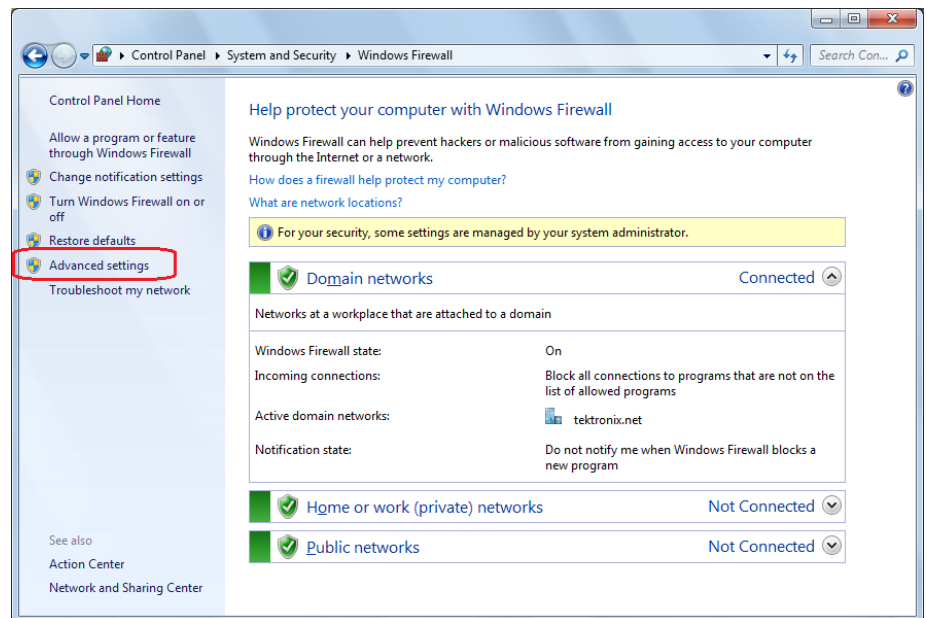 Control Panel ▸ System and Security ▸ Windows Firewall
Search Con...
Control Panel Home
Allow a program or feature
through Windows Firewall
Change notification settings
Turn Windows Firewall on or
off
Restore defaults
Advanced settings
Troubleshoot my network
See also
Action Center
Network and Sharing Center
Help protect your computer with Windows Firewall
Windows Firewall can help prevent hackers or malicious software from gaining access to your computer
through the Internet or a network.
How does a firewall help protect my computer?
What are network locations?
For your security, some settings are managed by your system administrator.
Domain networks
Connected
Networks at a workplace that are attached to a domain
Windows Firewall state:
On
Incoming connections:
Block all connections to programs that are not on the
list of allowed programs
Active domain networks:
tektronix.net
Notification state:
Do not notify me when Windows Firewall blocks a
new program
Home or work (private) networks
Not Connected
Public networks
Not Connected